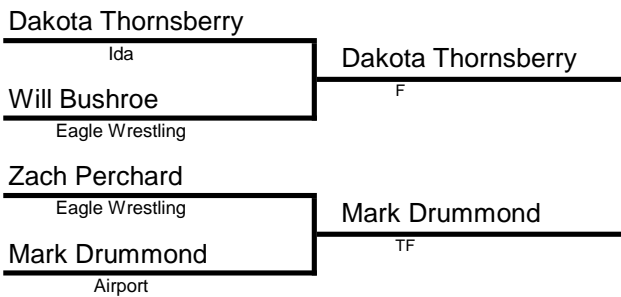 Dakota Thornsberry
Ida
Dakota Thornsberry
F
Will Bushroe
Eagle Wrestling
Zach Perchard
Eagle Wrestling
Mark Drummond
TF
Mark Drummond
Airport